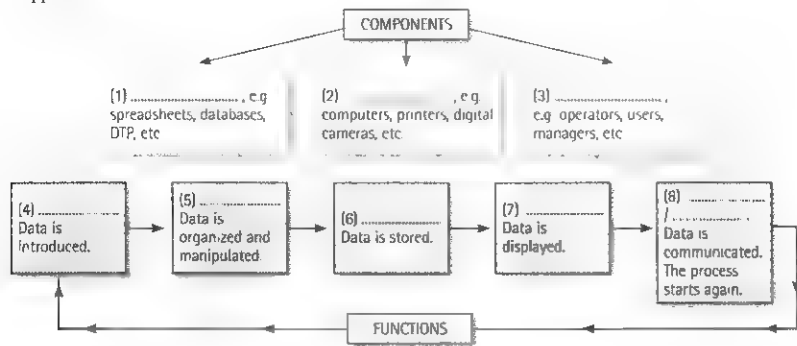 COMPONENTS
(1) ........................, e.g
spreadsheets, databases,
DTP, etc
(2) ........................, e.g.
computers, printers, digital
cameras, etc
(3) ........................,
e.g operators, users,
managers, etc
(4) ........................
Data is
introduced.
(5) ........................
Data is
organized and
manipulated.
(6) ........................
Data is stored.
(7) ........................
Data is
displayed.
(8) ........................
/ ........................
Data is
communicated.
The process
starts again.
FUNCTIONS